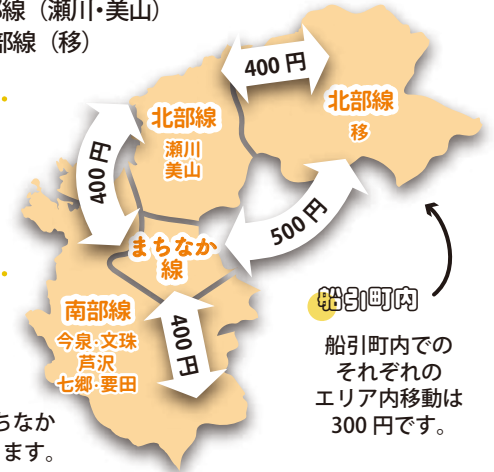 部線（瀬川・美山）
部線（移）
400 円
北部線
移
北部線
瀬川
美山
400 円
500 円
まちなか
線
南部線
今泉・文珠
芦沢
七郷・要田
400 円
船引町内
船引町内での
それぞれの
エリア内移動は
300 円です。
ちなか
ます。